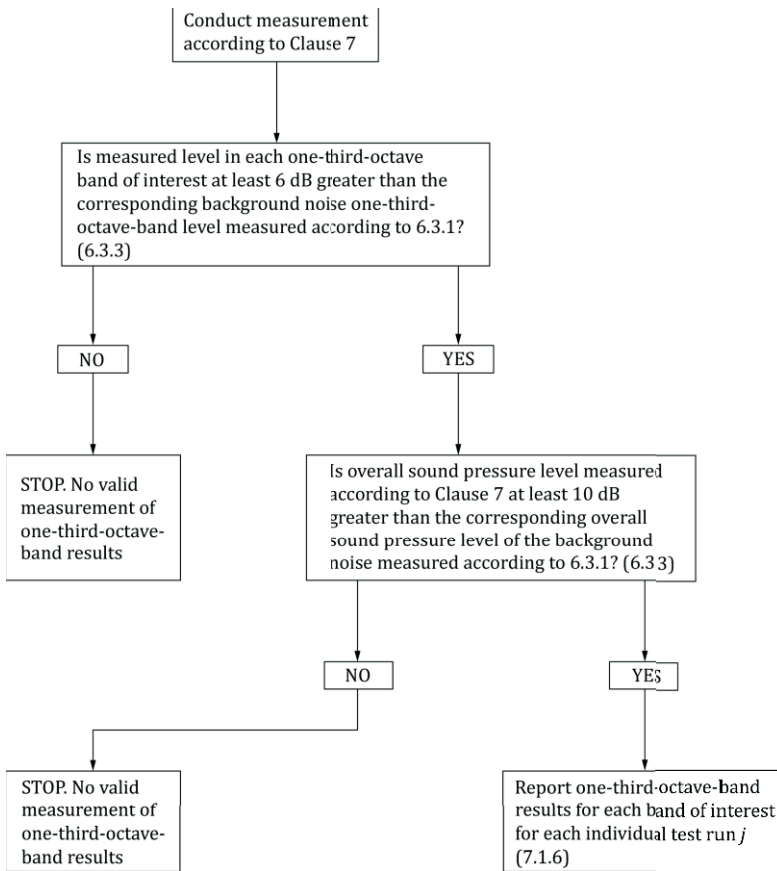 Conduct measurement
according to Clause 7
Is measured level in each one-third-octave
band of interest at least 6 dB greater than the
corresponding background noise one-third-
octave-band level measured according to 6.3.1?
(6.3.3)
NO
YES
STOP. No valid
measurement of
one-third-octave-
band results
Is overall sound pressure level measured
according to Clause 7 at least 10 dB
greater than the corresponding overall
sound pressure level of the background
noise measured according to 6.3.1? (6.3 3)
NO
YES
STOP. No valid
measurement of
one-third-octave-
band results
Report one-third-octave-band
results for each band of interest
for each individual test run j
(7.1.6)